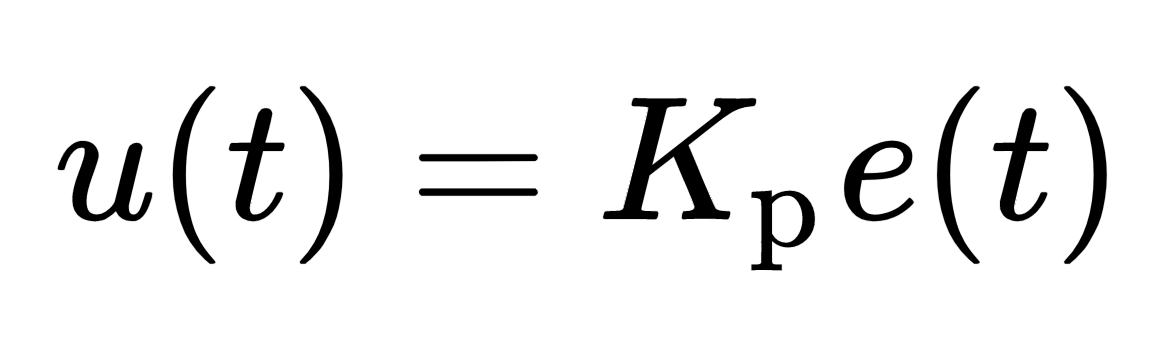 u(t) = K_p e(t)